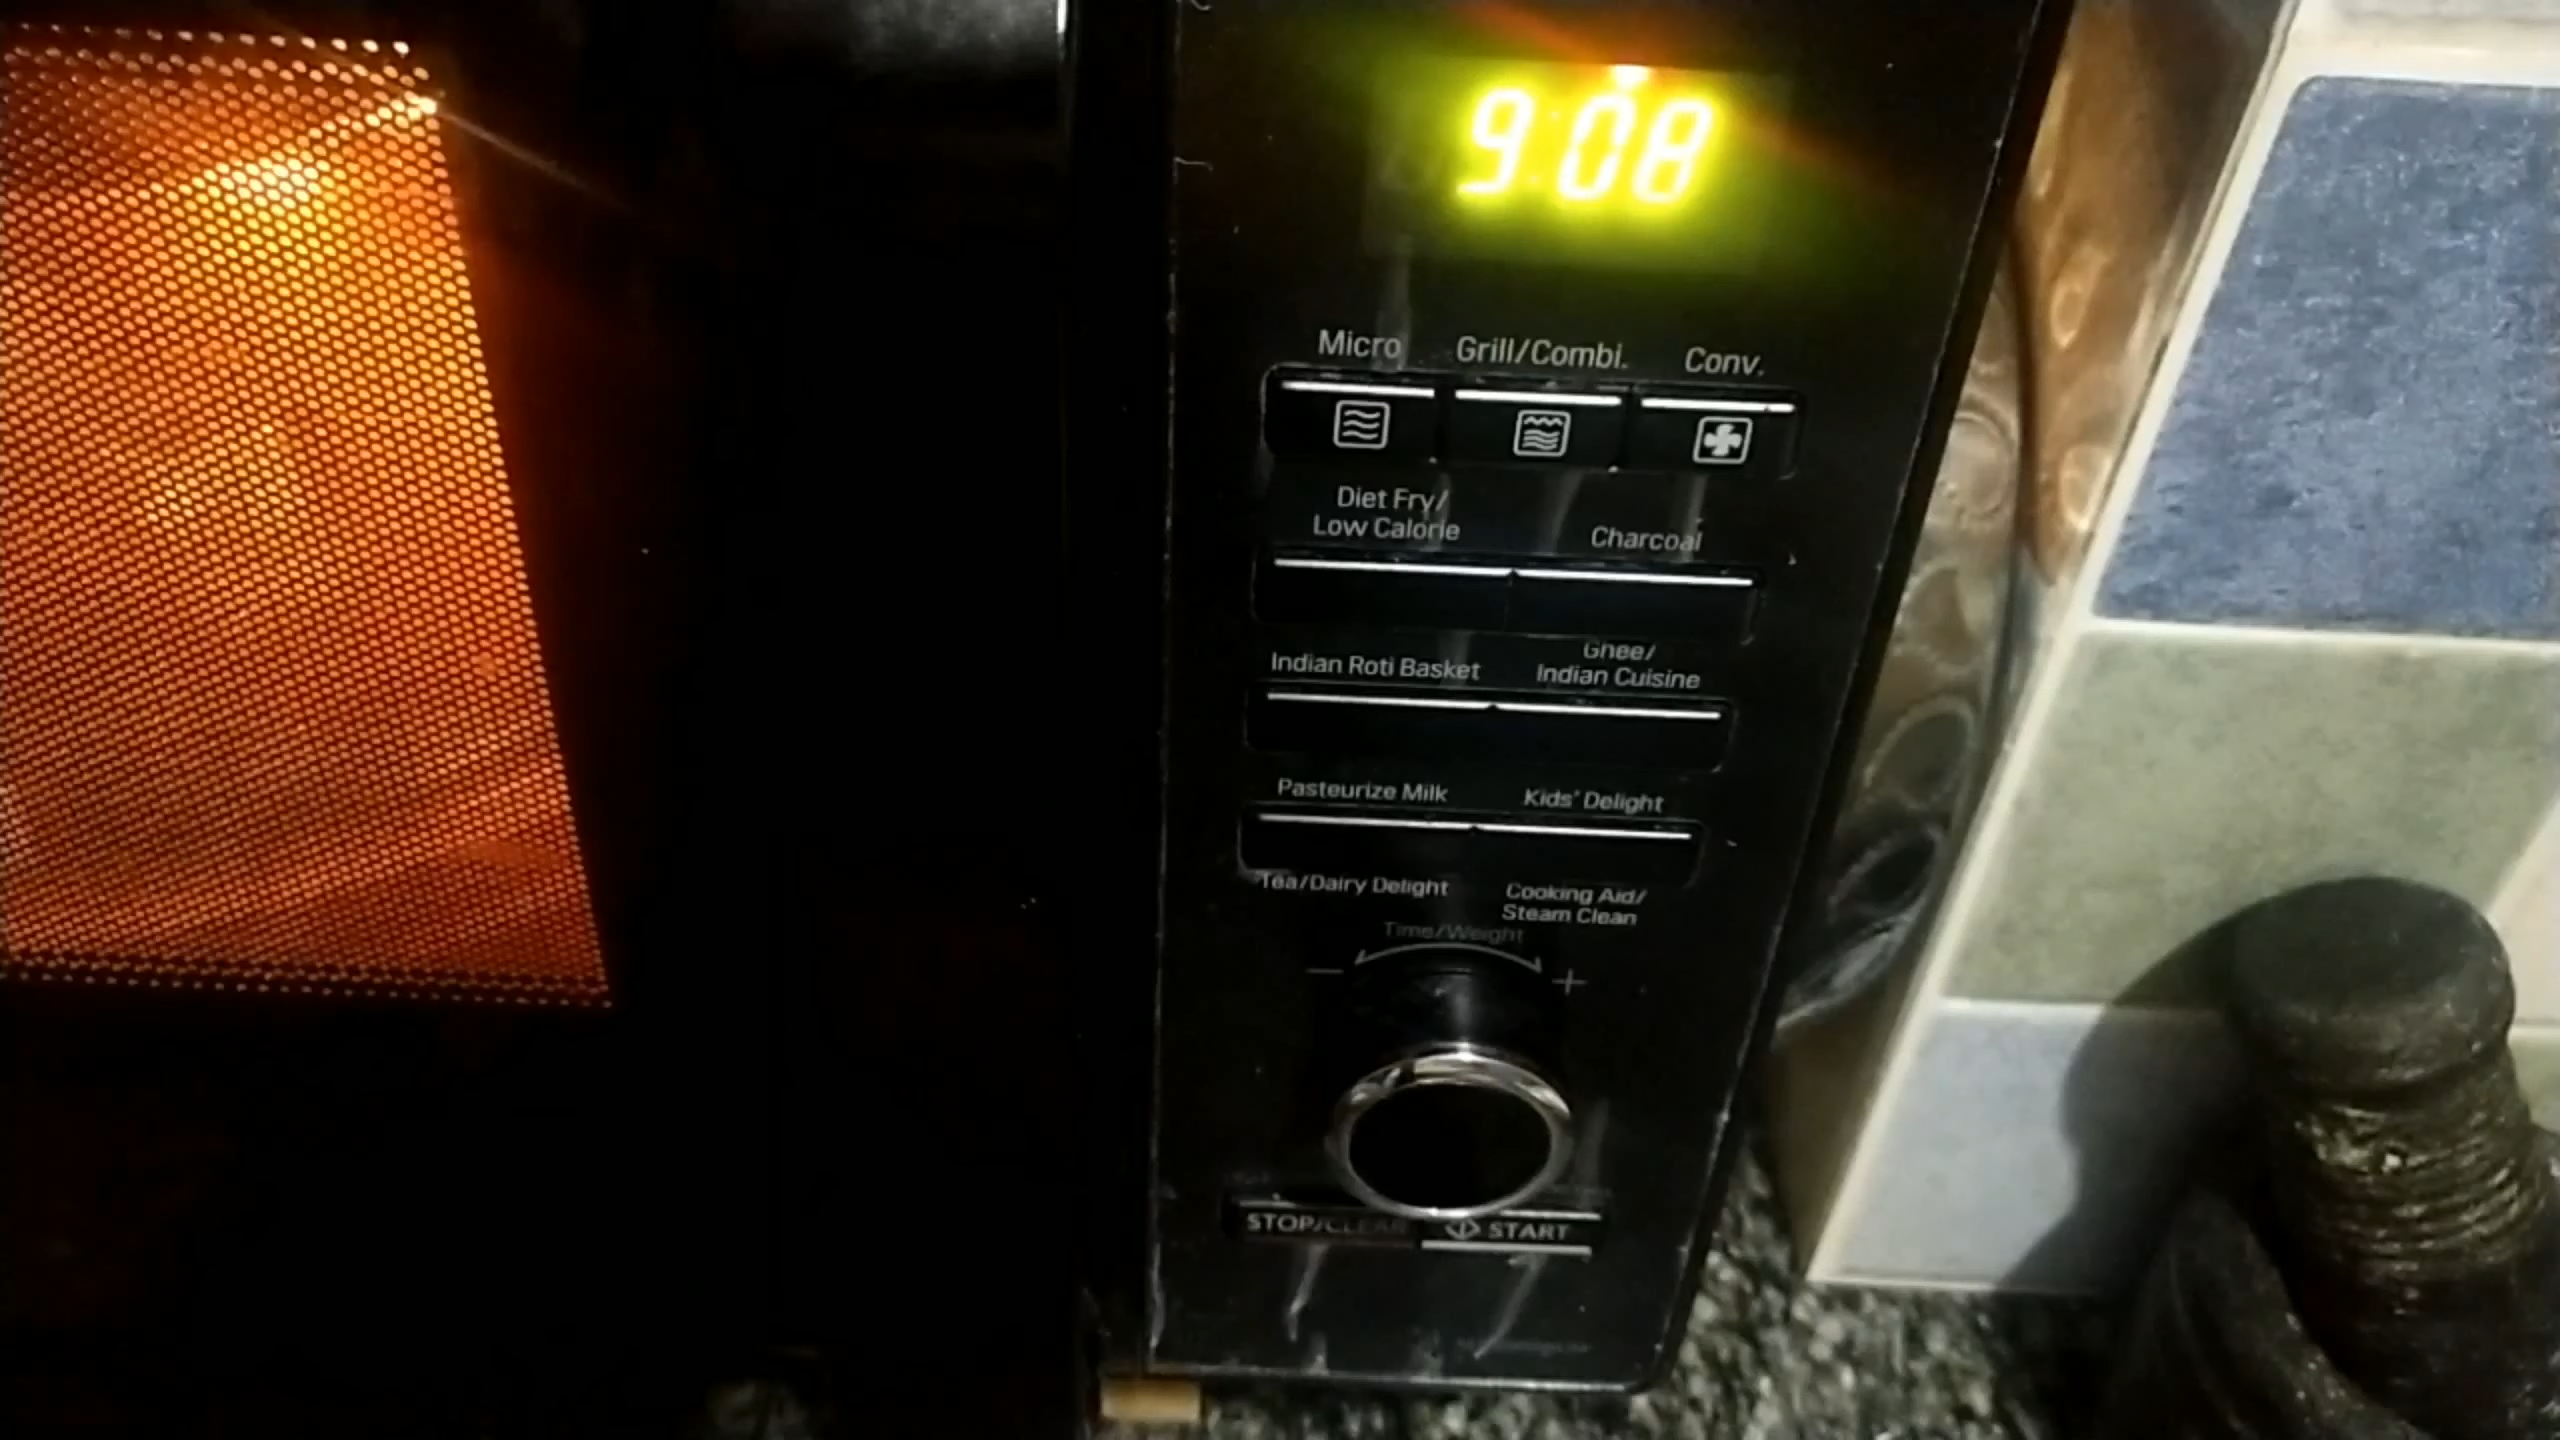 9:08
Micro Grill/Combi. Conv.
Diet Fry/
Low Calorie
Charcoal
Indian Roti Basket
Ghee/
Indian Cuisine
Pasteurize Milk Kids' Delight
Tea/Dairy Delight
Cooking Aid/
Steam Clean
Time/Weight
− +
STOP/CLEAR START